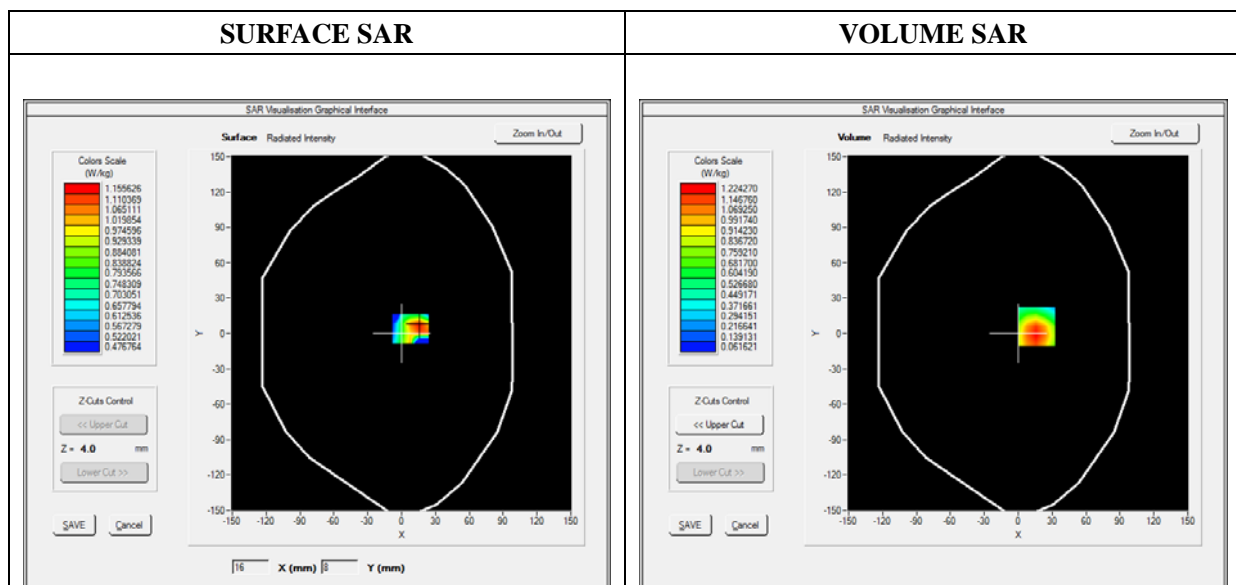 SURFACE SAR
SAR Visualisation Graphical Interface
Surface Radiated Intensity
Zoom In/Out
Colors Scale
(W/kg)
1.155626
1.110369
1.065111
1.019854
0.974596
0.929339
0.884081
0.838824
0.793566
0.748309
0.703051
0.657794
0.612536
0.567279
0.522021
0.476764
Z-Cuts Control
<< Upper Cut
Z = 4.0 mm
Lower Cut >>
SAVE Cancel
150
120
90
60
30
0
-30
-60
-90
-120
-150
Y
-150 -120 -90 -60 -30 0 30 60 90 120 150
X
16 X (mm) 8 Y (mm)
VOLUME SAR
SAR Visualisation Graphical Interface
Volume Radiated Intensity
Zoom In/Out
Colors Scale
(W/kg)
1.224270
1.146760
1.069250
0.991740
0.914230
0.836720
0.759210
0.681700
0.604190
0.526680
0.449171
0.371661
0.294151
0.216641
0.139131
0.061621
Z-Cuts Control
<< Upper Cut
Z = 4.0 mm
Lower Cut >>
SAVE Cancel
150
120
90
60
30
0
-30
-60
-90
-120
-150
Y
-150 -120 -90 -60 -30 0 30 60 90 120 150
X